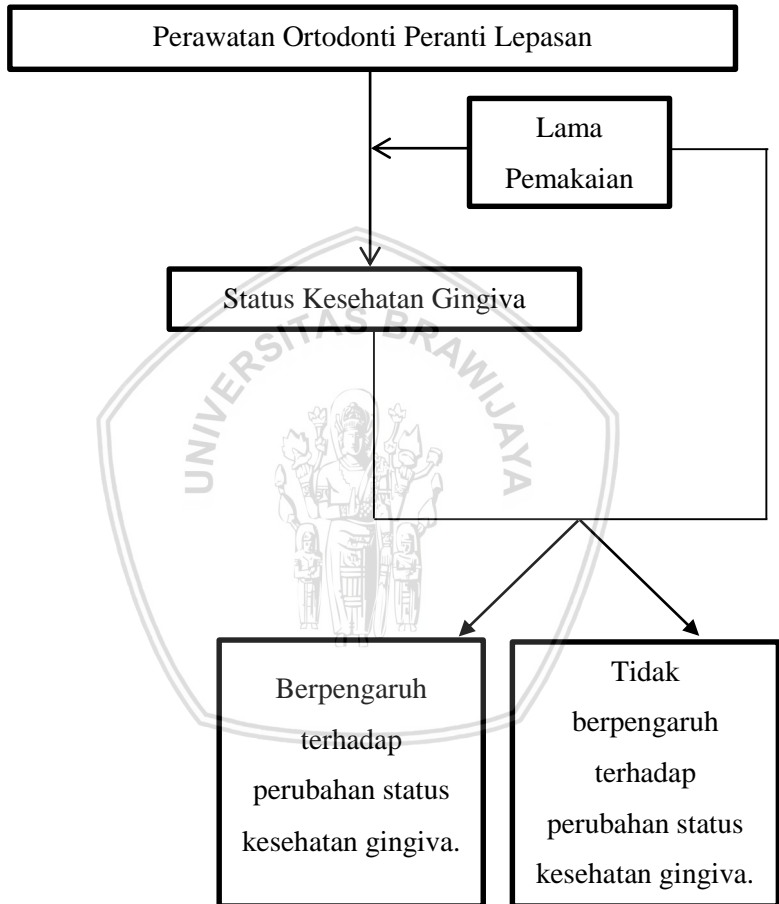 Perawatan Ortodonti Peranti Lepasan
Lama
Pemakaian
Status Kesehatan Gingiva
UNIVERSITAS BRAWIJAYA
Berpengaruh
terhadap
perubahan status
kesehatan gingiva.
Tidak
berpengaruh
terhadap
perubahan status
kesehatan gingiva.